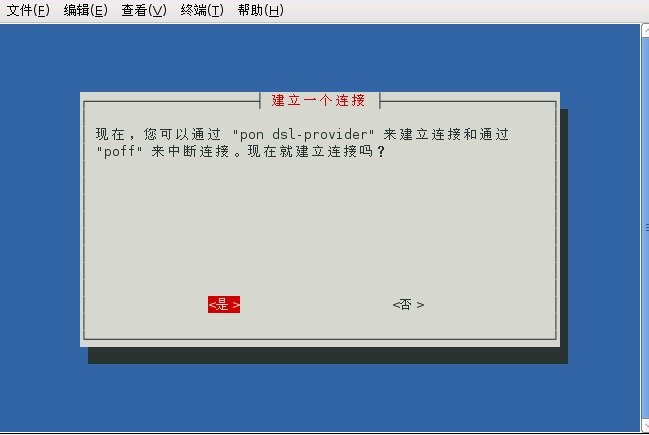 文件(F) 编辑(E) 查看(V) 终端(T) 帮助(H)
建立一个连接
现在，您可以通过 "pon dsl-provider" 来建立连接和通过
"poff" 来中断连接。现在就建立连接吗？
<是> <否>